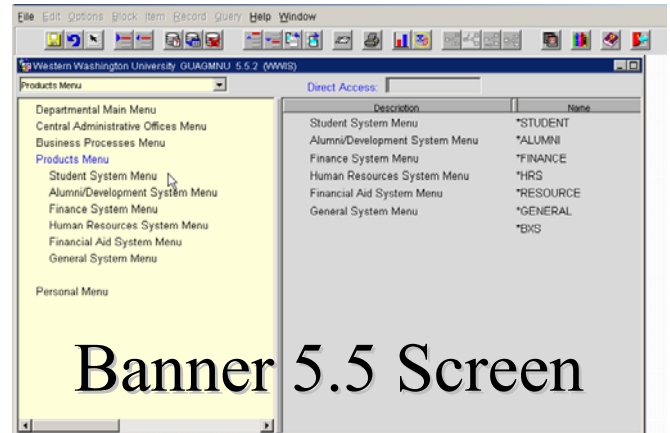 File Edit Options Block Item Record Query Help Window
Western Washington University GUAGMNU 5.5.2 (WWIS)
Products Menu
Direct Access:
Departmental Main Menu
Central Administrative Offices Menu
Business Processes Menu
Products Menu
Student System Menu
Alumni/Development System Menu
Finance System Menu
Human Resources System Menu
Financial Aid System Menu
General System Menu
Personal Menu
Description Name
Student System Menu *STUDENT
Alumni/Development System Menu *ALUMNI
Finance System Menu *FINANCE
Human Resources System Menu *HRS
Financial Aid System Menu *RESOURCE
General System Menu *GENERAL
*BXS
Banner 5.5 Screen